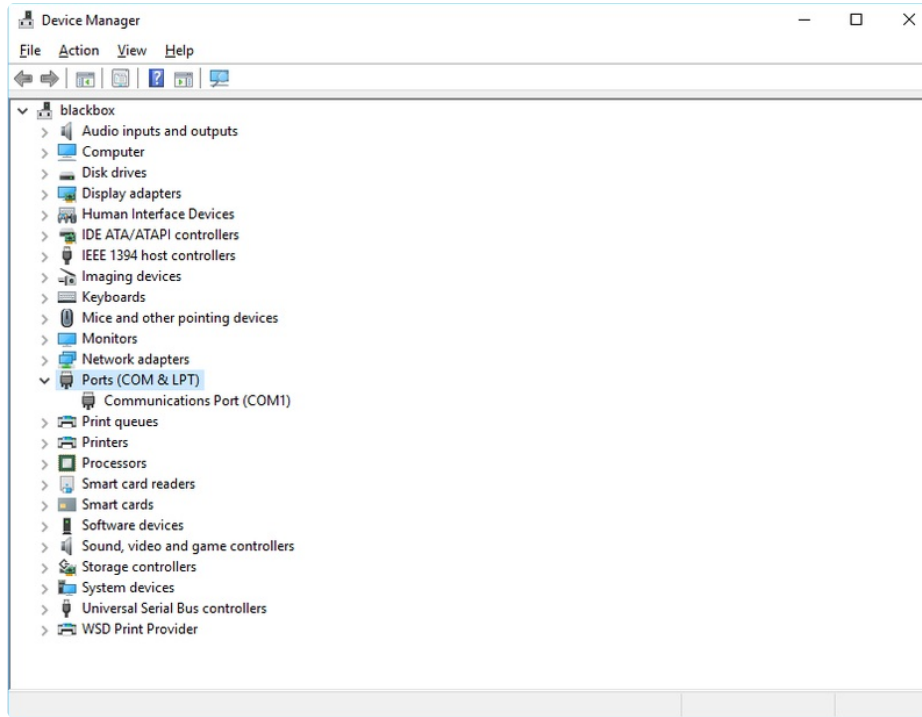 Device Manager
File Action View Help
blackbox
Audio inputs and outputs
Computer
Disk drives
Display adapters
Human Interface Devices
IDE ATA/ATAPI controllers
IEEE 1394 host controllers
Imaging devices
Keyboards
Mice and other pointing devices
Monitors
Network adapters
Ports (COM & LPT)
Communications Port (COM1)
Print queues
Printers
Processors
Smart card readers
Smart cards
Software devices
Sound, video and game controllers
Storage controllers
System devices
Universal Serial Bus controllers
WSD Print Provider